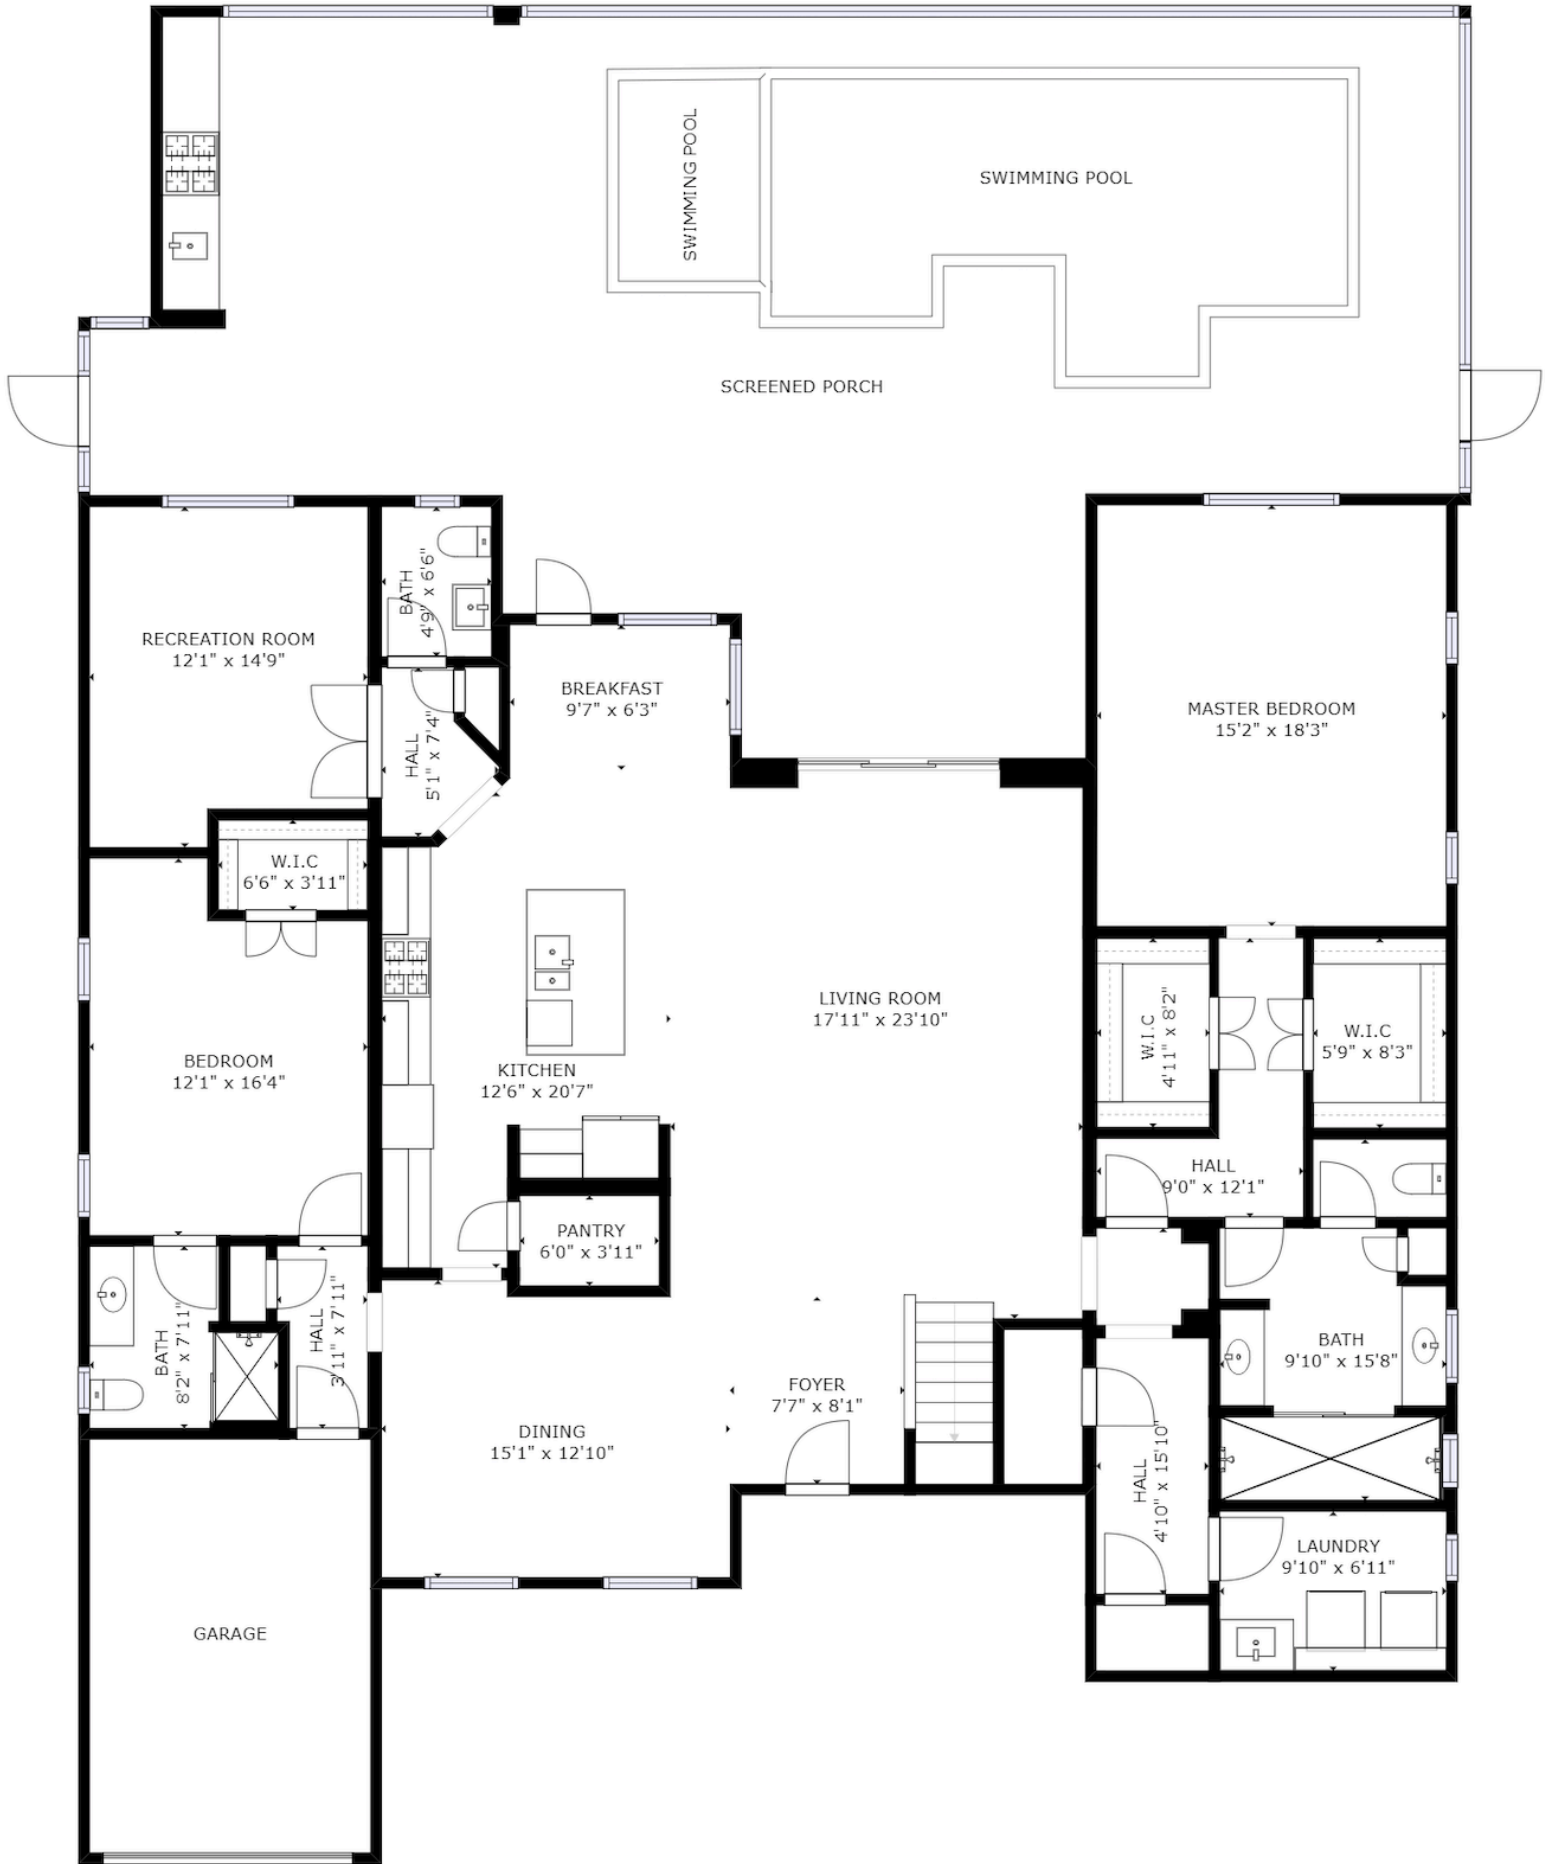 SWIMMING POOL
SWIMMING POOL
SCREENED PORCH
BATH
4'9" x 6'6"
RECREATION ROOM
12'1" x 14'9"
BREAKFAST
9'7" x 6'3"
MASTER BEDROOM
15'2" x 18'3"
HALL
5'1" x 7'4"
W.I.C
6'6" x 3'11"
LIVING ROOM
17'11" x 23'10"
W.I.C
4'11" x 8'2"
W.I.C
5'9" x 8'3"
BEDROOM
12'1" x 16'4"
KITCHEN
12'6" x 20'7"
HALL
9'0" x 12'1"
PANTRY
6'0" x 3'11"
BATH
8'2" x 7'11"
HALL
3'11" x 7'11"
BATH
9'10" x 15'8"
FOYER
7'7" x 8'1"
DINING
15'1" x 12'10"
HALL
4'10" x 15'10"
LAUNDRY
9'10" x 6'11"
GARAGE